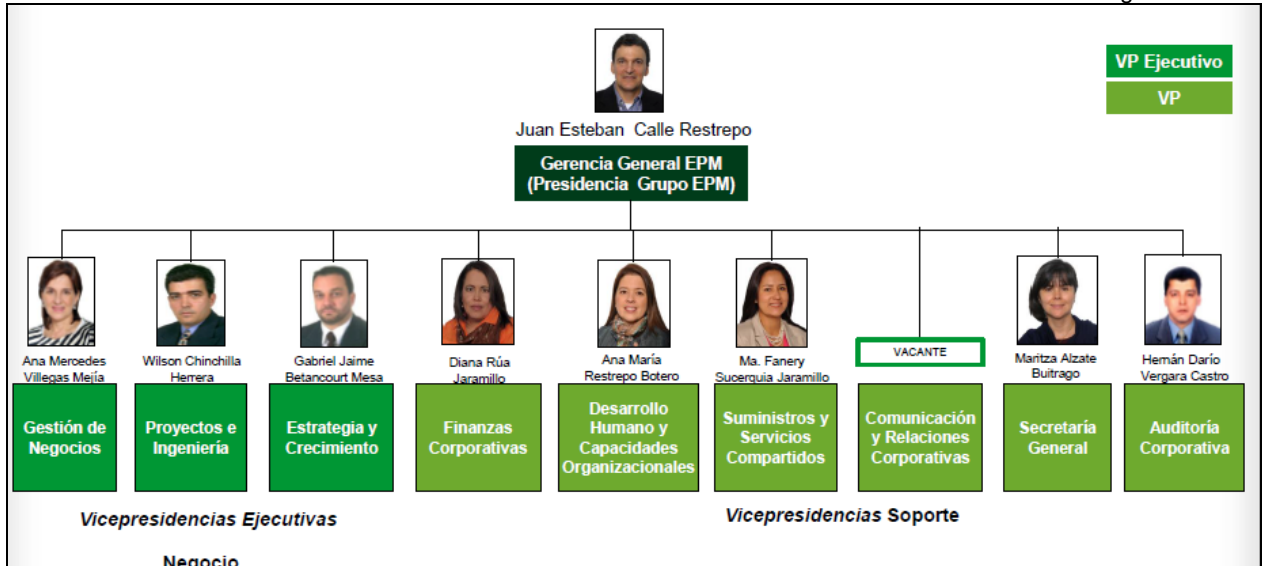 VP Ejecutivo
VP
Juan Esteban Calle Restrepo
Gerencia General EPM
(Presidencia Grupo EPM)
Ana Mercedes
Villegas Mejía
Wilson Chinchilla
Herrera
Gabriel Jaime
Betancourt Mesa
Diana Rúa
Jaramillo
Ana María
Restrepo Botero
Ma. Fanery
Sucerquia Jaramillo
VACANTE
Maritza Alzate
Buitrago
Hernán Darío
Vergara Castro
Gestión de
Negocios
Proyectos e
Ingeniería
Estrategia y
Crecimiento
Finanzas
Corporativas
Desarrollo
Humano y
Capacidades
Organizacionales
Suministros y
Servicios
Compartidos
Comunicación
y Relaciones
Corporativas
Secretaría
General
Auditoría
Corporativa
Vicepresidencias Ejecutivas
Vicepresidencias Soporte
Negocio